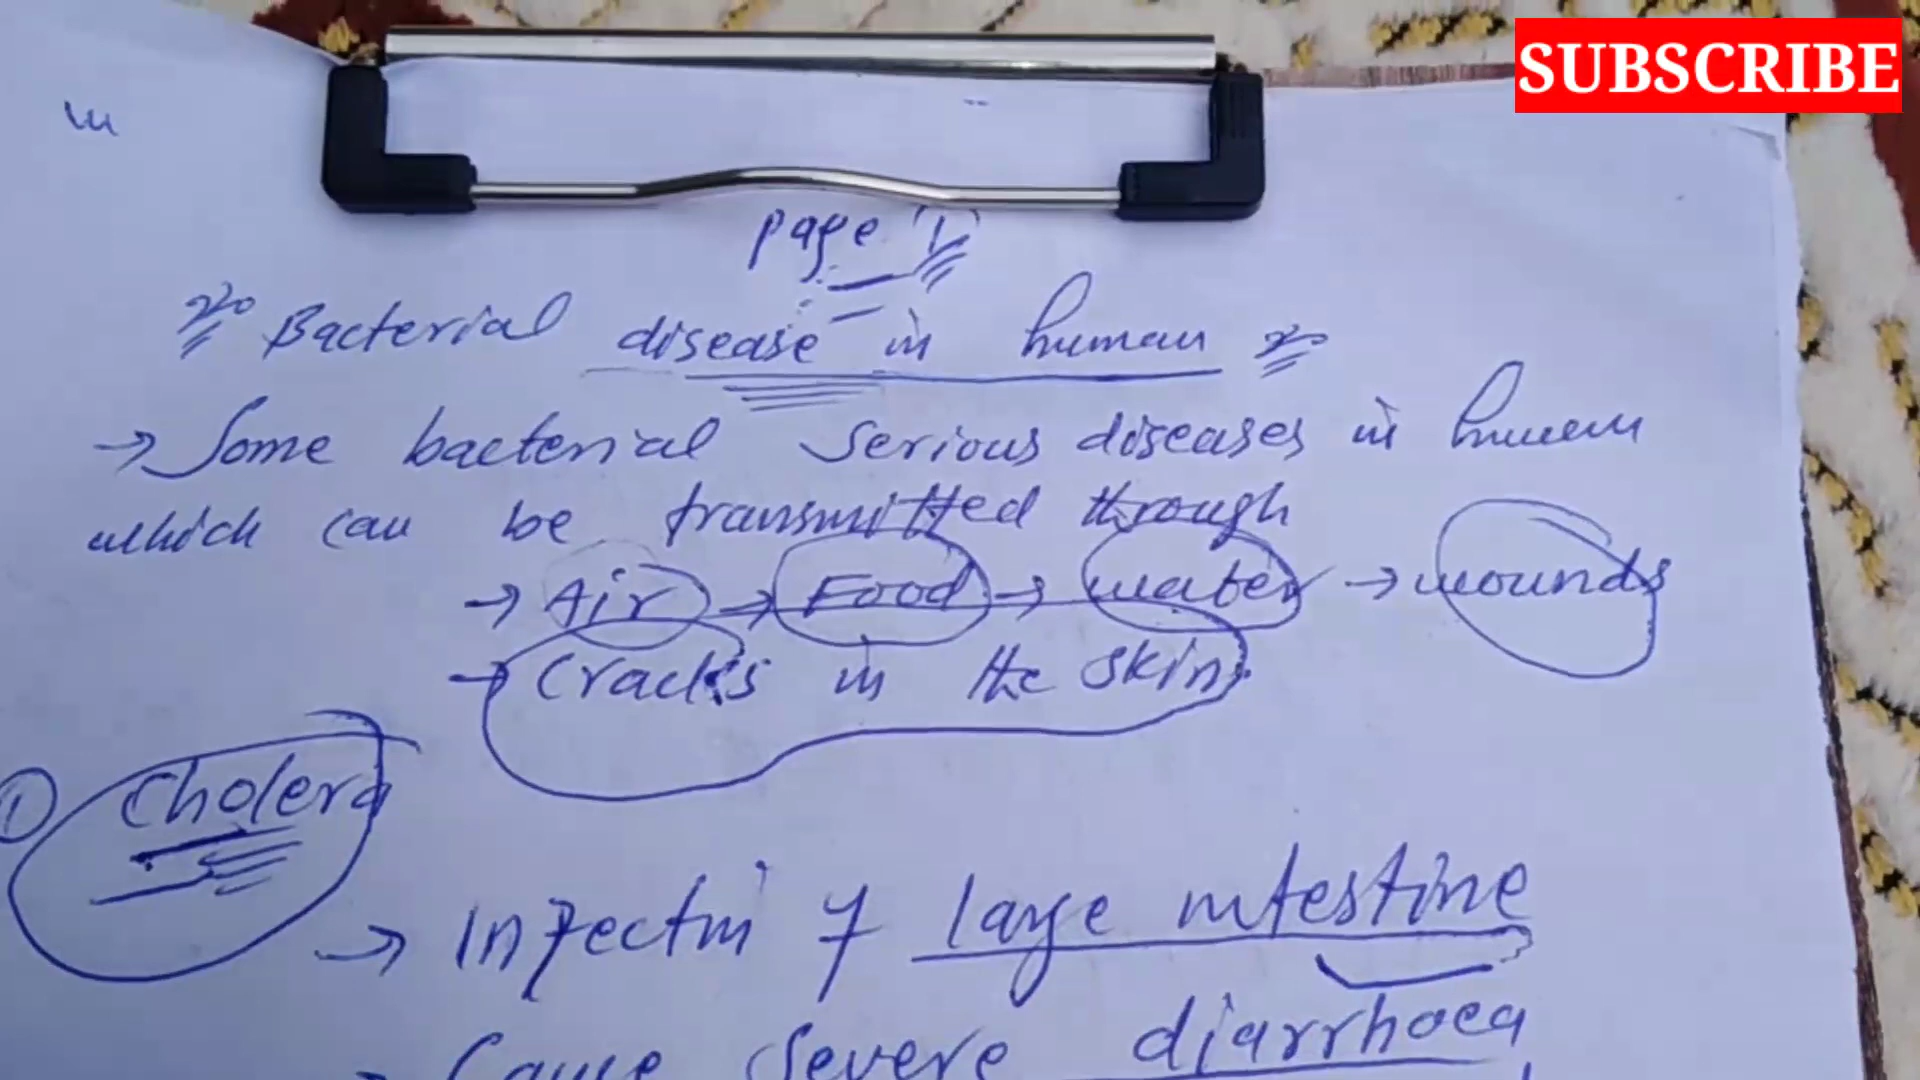 SUBSCRIBE
page 1
Bacterial disease in human
→ Some bacterial serious diseases in human
which can be transmitted through
→ Air → Food → water → wounds
→ Cracks in the skin.
① Cholera
→ Infection of large intestine
Cause severe diarrhoea